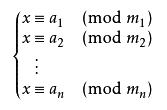 x ≡ a₁ (mod m₁)
x ≡ a₂ (mod m₂)
⋮
x ≡ aₙ (mod mₙ)